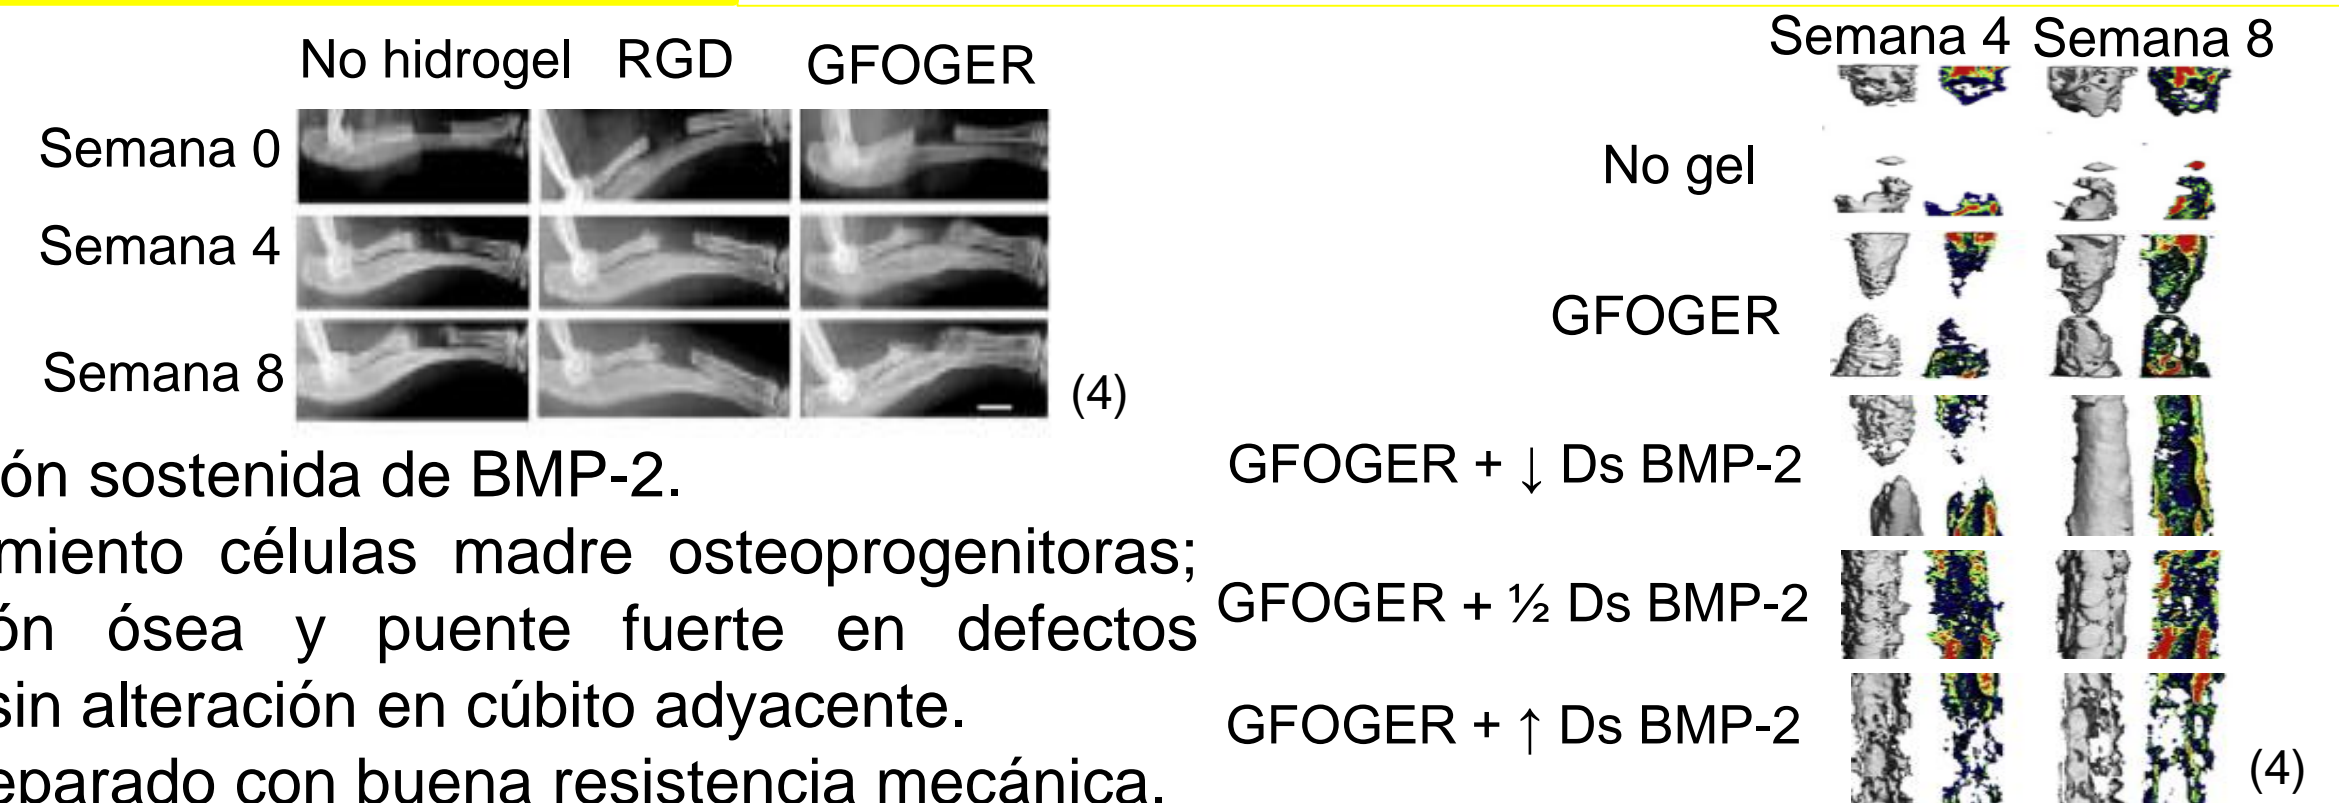 No hidrogel RGD GFOGER
Semana 0
Semana 4
Semana 8
(4)
ón sostenida de BMP-2.
miento células madre osteoprogenitoras;
ón ósea y puente fuerte en defectos
sin alteración en cúbito adyacente.
eparado con buena resistencia mecánica.
Semana 4 Semana 8
No gel
GFOGER
GFOGER + ↓ Ds BMP-2
GFOGER + ½ Ds BMP-2
GFOGER + ↑ Ds BMP-2
(4)